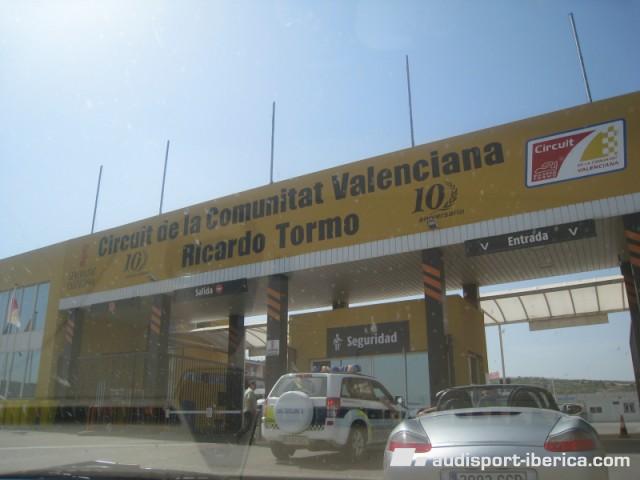 Circuit de la Comunitat Valenciana
Ricardo Tormo
10
10
aniversario
Circuit
DE LA COMUNITAT
VALENCIANA
Salida
Entrada
Seguridad
audisport-iberica.com